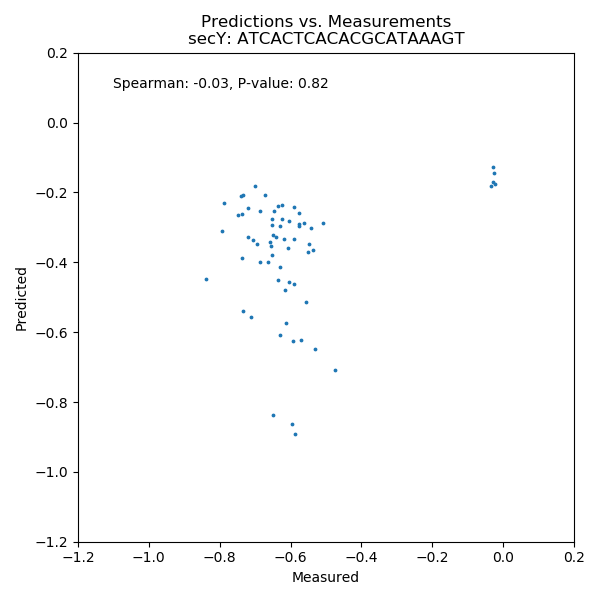 Predictions vs. Measurements
secY: ATCACTCACACGCATAAAGT
Spearman: -0.03, P-value: 0.82
0.2
0.0
−0.2
−0.4
−0.6
−0.8
−1.0
−1.2
Predicted
−1.2 −1.0 −0.8 −0.6 −0.4 −0.2 0.0 0.2
Measured